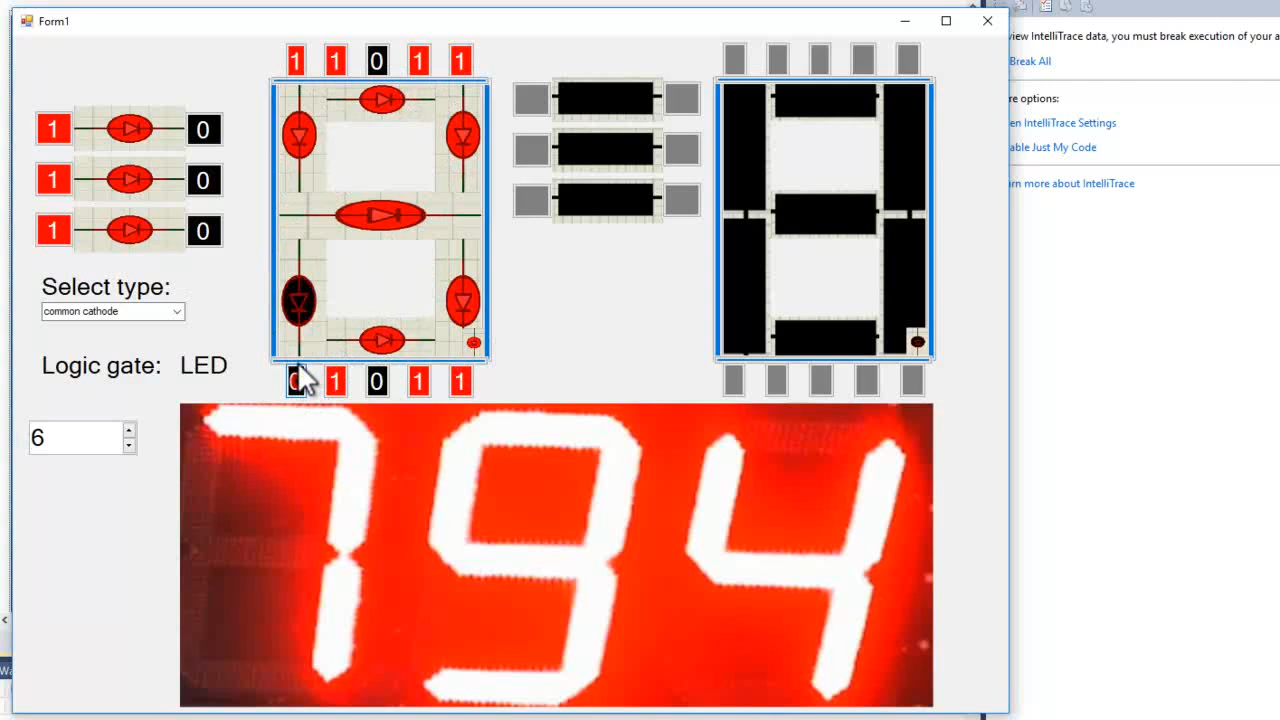 Form1
1 1 0 1 1
1 0
1 0
1 0
Select type:
common cathode
Logic gate: LED
0 1 0 1 1
6
794
view IntelliTrace data, you must break execution of your a
Break All
re options:
en IntelliTrace Settings
able Just My Code
rn more about IntelliTrace